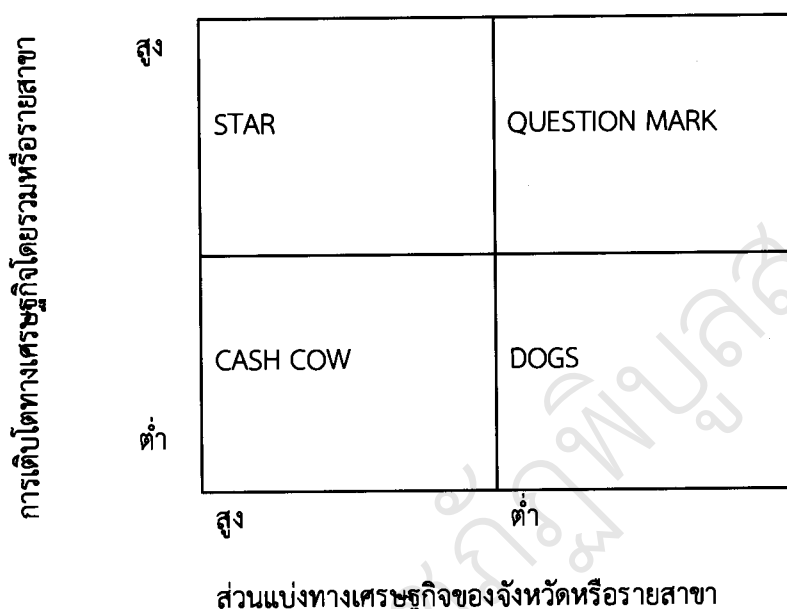 การเติบโตทางเศรษฐกิจโดยรวมหรือรายสาขา
สูง
STAR
QUESTION MARK
CASH COW
DOGS
ต่ำ
สูง
ต่ำ
ส่วนแบ่งทางเศรษฐกิจของจังหวัดหรือรายสาขา